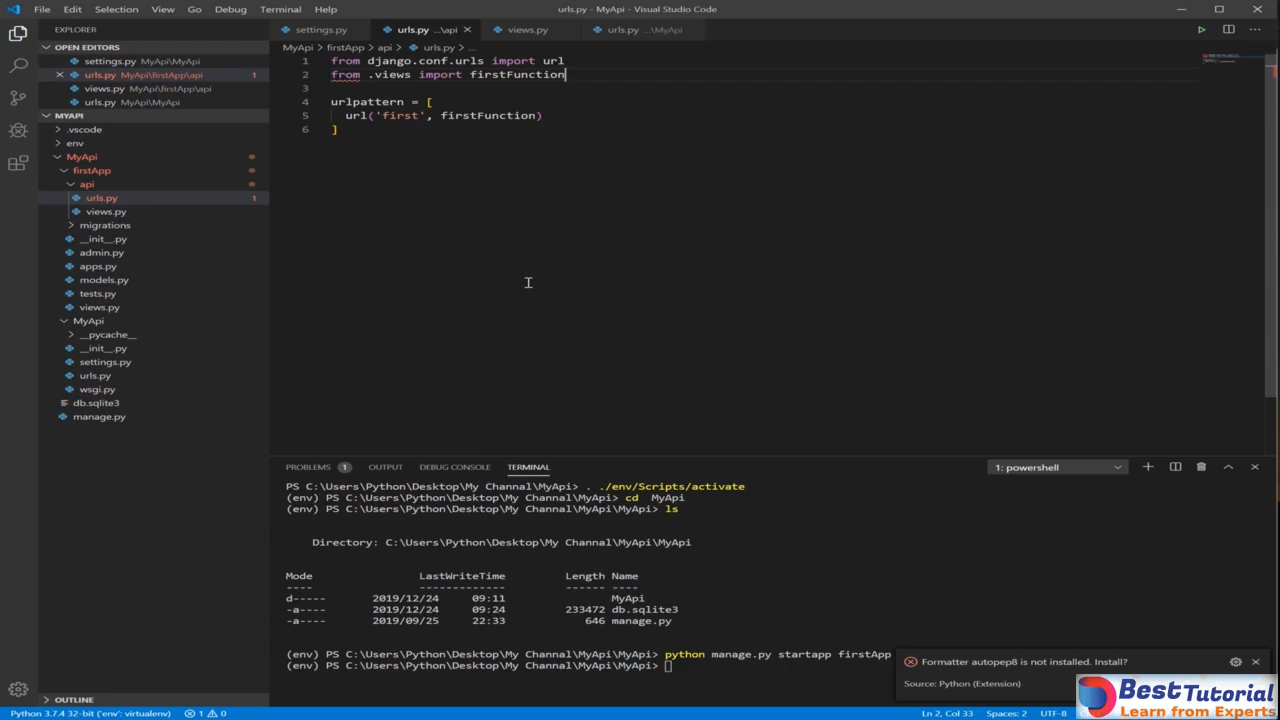 File Edit Selection View Go Debug Terminal Help
urls.py - MyApi - Visual Studio Code
EXPLORER
settings.py
urls.py ...\api
views.py
urls.py ...\MyApi
OPEN EDITORS
settings.py MyApi\MyApi
urls.py MyApi\firstApp\api 1
views.py MyApi\firstApp\api
urls.py MyApi\MyApi
MYAPI
.vscode
env
MyApi
firstApp
api
urls.py 1
views.py
migrations
__init__.py
admin.py
apps.py
models.py
tests.py
views.py
MyApi
__pycache__
__init__.py
settings.py
urls.py
wsgi.py
db.sqlite3
manage.py
OUTLINE
MyApi > firstApp > api > urls.py > ...
1 from django.conf.urls import url
2 from .views import firstFunction
3
4 urlpattern = [
5 url('first', firstFunction)
6 ]
PROBLEMS 1 OUTPUT DEBUG CONSOLE TERMINAL
1: powershell
PS C:\Users\Python\Desktop\My Channal\MyApi> . ./env/Scripts/activate
(env) PS C:\Users\Python\Desktop\My Channal\MyApi> cd MyApi
(env) PS C:\Users\Python\Desktop\My Channal\MyApi\MyApi> ls
Directory: C:\Users\Python\Desktop\My Channal\MyApi\MyApi
Mode LastWriteTime Length Name
---- ------------- ------ ----
d----- 2019/12/24 09:11 MyApi
-a---- 2019/12/24 09:24 233472 db.sqlite3
-a---- 2019/09/25 22:33 646 manage.py
(env) PS C:\Users\Python\Desktop\My Channal\MyApi\MyApi> python manage.py startapp firstApp
(env) PS C:\Users\Python\Desktop\My Channal\MyApi\MyApi>
Formatter autopep8 is not installed. Install?
Source: Python (Extension)
BestTutorial
Learn from Experts
Python 3.7.4 32-bit ('env': virtualenv) 1 0
Ln 2, Col 33 Spaces: 2 UTF-8